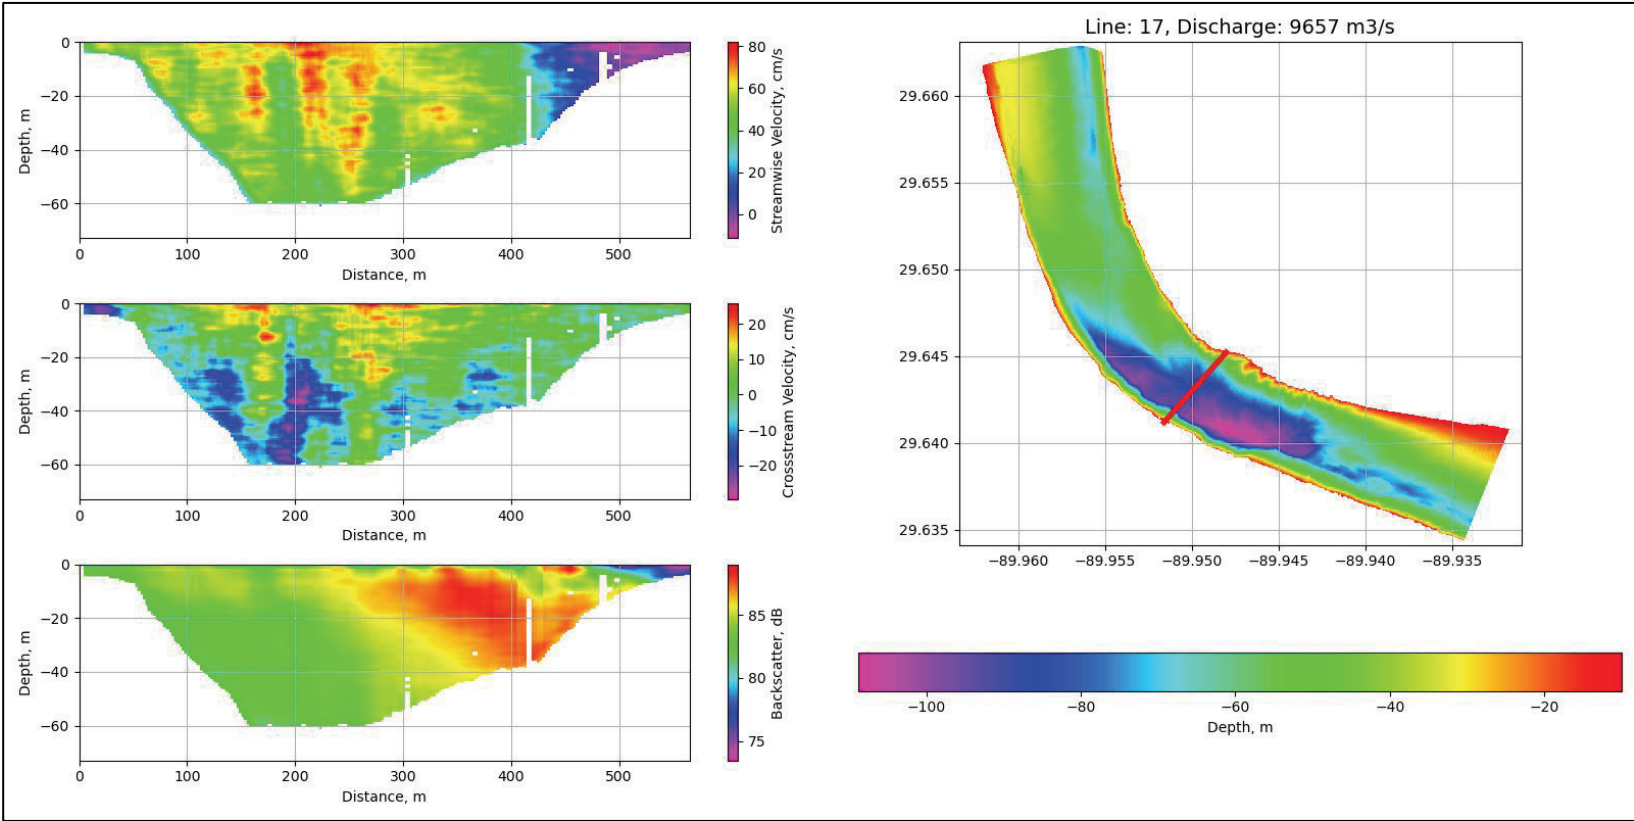 0
−20
−40
−60
Depth, m
0 100 200 300 400 500
Distance, m
80
60
40
20
0
Streamwise Velocity, cm/s
0
−20
−40
−60
Depth, m
0 100 200 300 400 500
Distance, m
20
10
0
−10
−20
Crossstream Velocity, cm/s
0
−20
−40
−60
Depth, m
0 100 200 300 400 500
Distance, m
85
80
75
Backscatter, dB
Line: 17, Discharge: 9657 m3/s
29.660
29.655
29.650
29.645
29.640
29.635
−89.960 −89.955 −89.950 −89.945 −89.940 −89.935
−100 −80 −60 −40 −20
Depth, m